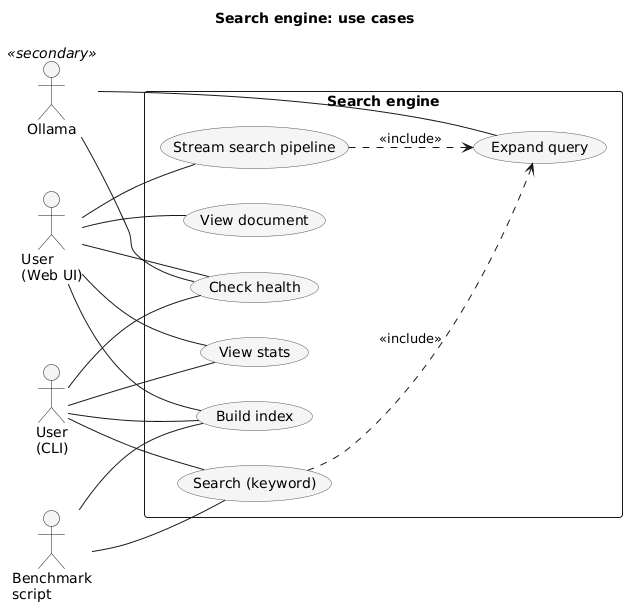 Search engine: use cases
«secondary»
Ollama
Search engine
Stream search pipeline
«include»
Expand query
View document
User
(Web UI)
Check health
«include»
View stats
User
(CLI)
Build index
Search (keyword)
Benchmark
script